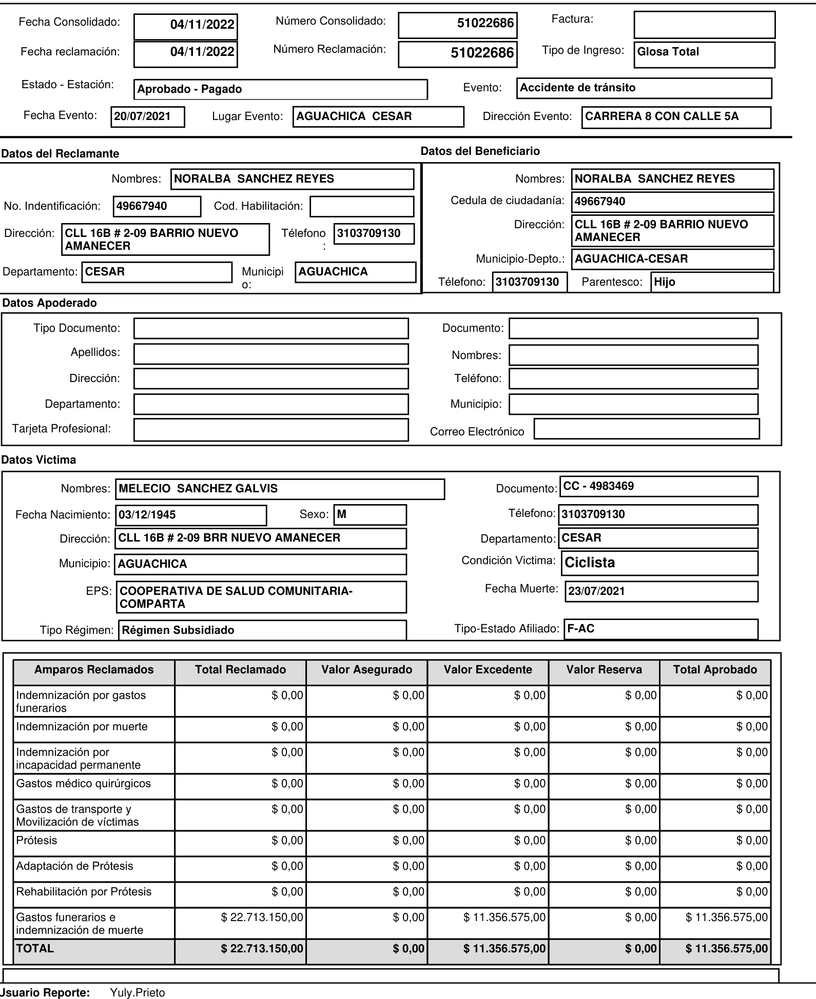 Fecha Consolidado: 04/11/2022 Número Consolidado: 51022686 Factura:
Fecha reclamación: 04/11/2022 Número Reclamación: 51022686 Tipo de Ingreso: Glosa Total
Estado - Estación: Aprobado - Pagado Evento: Accidente de tránsito
Fecha Evento: 20/07/2021 Lugar Evento: AGUACHICA CESAR Dirección Evento: CARRERA 8 CON CALLE 5A
Datos del Reclamante
Nombres: NORALBA SANCHEZ REYES
No. Indentificación: 49667940 Cod. Habilitación:
Dirección: CLL 16B # 2-09 BARRIO NUEVO Télefono 3103709130
AMANECER :
Departamento: CESAR Municipi AGUACHICA
o:
Datos del Beneficiario
Nombres: NORALBA SANCHEZ REYES
Cedula de ciudadanía: 49667940
Dirección: CLL 16B # 2-09 BARRIO NUEVO
AMANECER
Municipio-Depto.: AGUACHICA-CESAR
Télefono: 3103709130 Parentesco: Hijo
Datos Apoderado
Tipo Documento: Documento:
Apellidos: Nombres:
Dirección: Teléfono:
Departamento: Municipio:
Tarjeta Profesional: Correo Electrónico
Datos Victima
Nombres: MELECIO SANCHEZ GALVIS Documento: CC - 4983469
Fecha Nacimiento: 03/12/1945 Sexo: M Télefono: 3103709130
Dirección: CLL 16B # 2-09 BRR NUEVO AMANECER Departamento: CESAR
Municipio: AGUACHICA Condición Victima: Ciclista
EPS: COOPERATIVA DE SALUD COMUNITARIA- Fecha Muerte: 23/07/2021
COMPARTA
Tipo Régimen: Régimen Subsidiado Tipo-Estado Afiliado: F-AC
Amparos Reclamados Total Reclamado Valor Asegurado Valor Excedente Valor Reserva Total Aprobado
Indemnización por gastos $ 0,00 $ 0,00 $ 0,00 $ 0,00 $ 0,00
funerarios
Indemnización por muerte $ 0,00 $ 0,00 $ 0,00 $ 0,00 $ 0,00
Indemnización por $ 0,00 $ 0,00 $ 0,00 $ 0,00 $ 0,00
incapacidad permanente
Gastos médico quirúrgicos $ 0,00 $ 0,00 $ 0,00 $ 0,00 $ 0,00
Gastos de transporte y $ 0,00 $ 0,00 $ 0,00 $ 0,00 $ 0,00
Movilización de víctimas
Prótesis $ 0,00 $ 0,00 $ 0,00 $ 0,00 $ 0,00
Adaptación de Prótesis $ 0,00 $ 0,00 $ 0,00 $ 0,00 $ 0,00
Rehabilitación por Prótesis $ 0,00 $ 0,00 $ 0,00 $ 0,00 $ 0,00
Gastos funerarios e $ 22.713.150,00 $ 0,00 $ 11.356.575,00 $ 0,00 $ 11.356.575,00
indemnización de muerte
TOTAL $ 22.713.150,00 $ 0,00 $ 11.356.575,00 $ 0,00 $ 11.356.575,00
Usuario Reporte: Yuly.Prieto